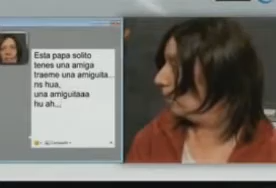 Esta papa solito
tenes una amiga
traeme una amiguita...
ns hua,
una amiguitaaa
hu ah,,,